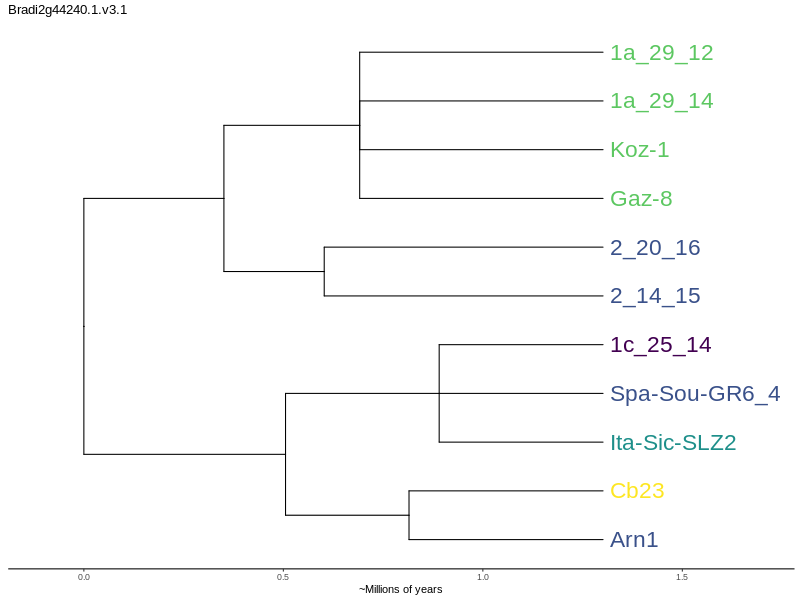 Bradi2g44240.1.v3.1
1a_29_12
1a_29_14
Koz-1
Gaz-8
2_20_16
2_14_15
1c_25_14
Spa-Sou-GR6_4
Ita-Sic-SLZ2
Cb23
Arn1
0.0 0.5 1.0 1.5
~Millions of years